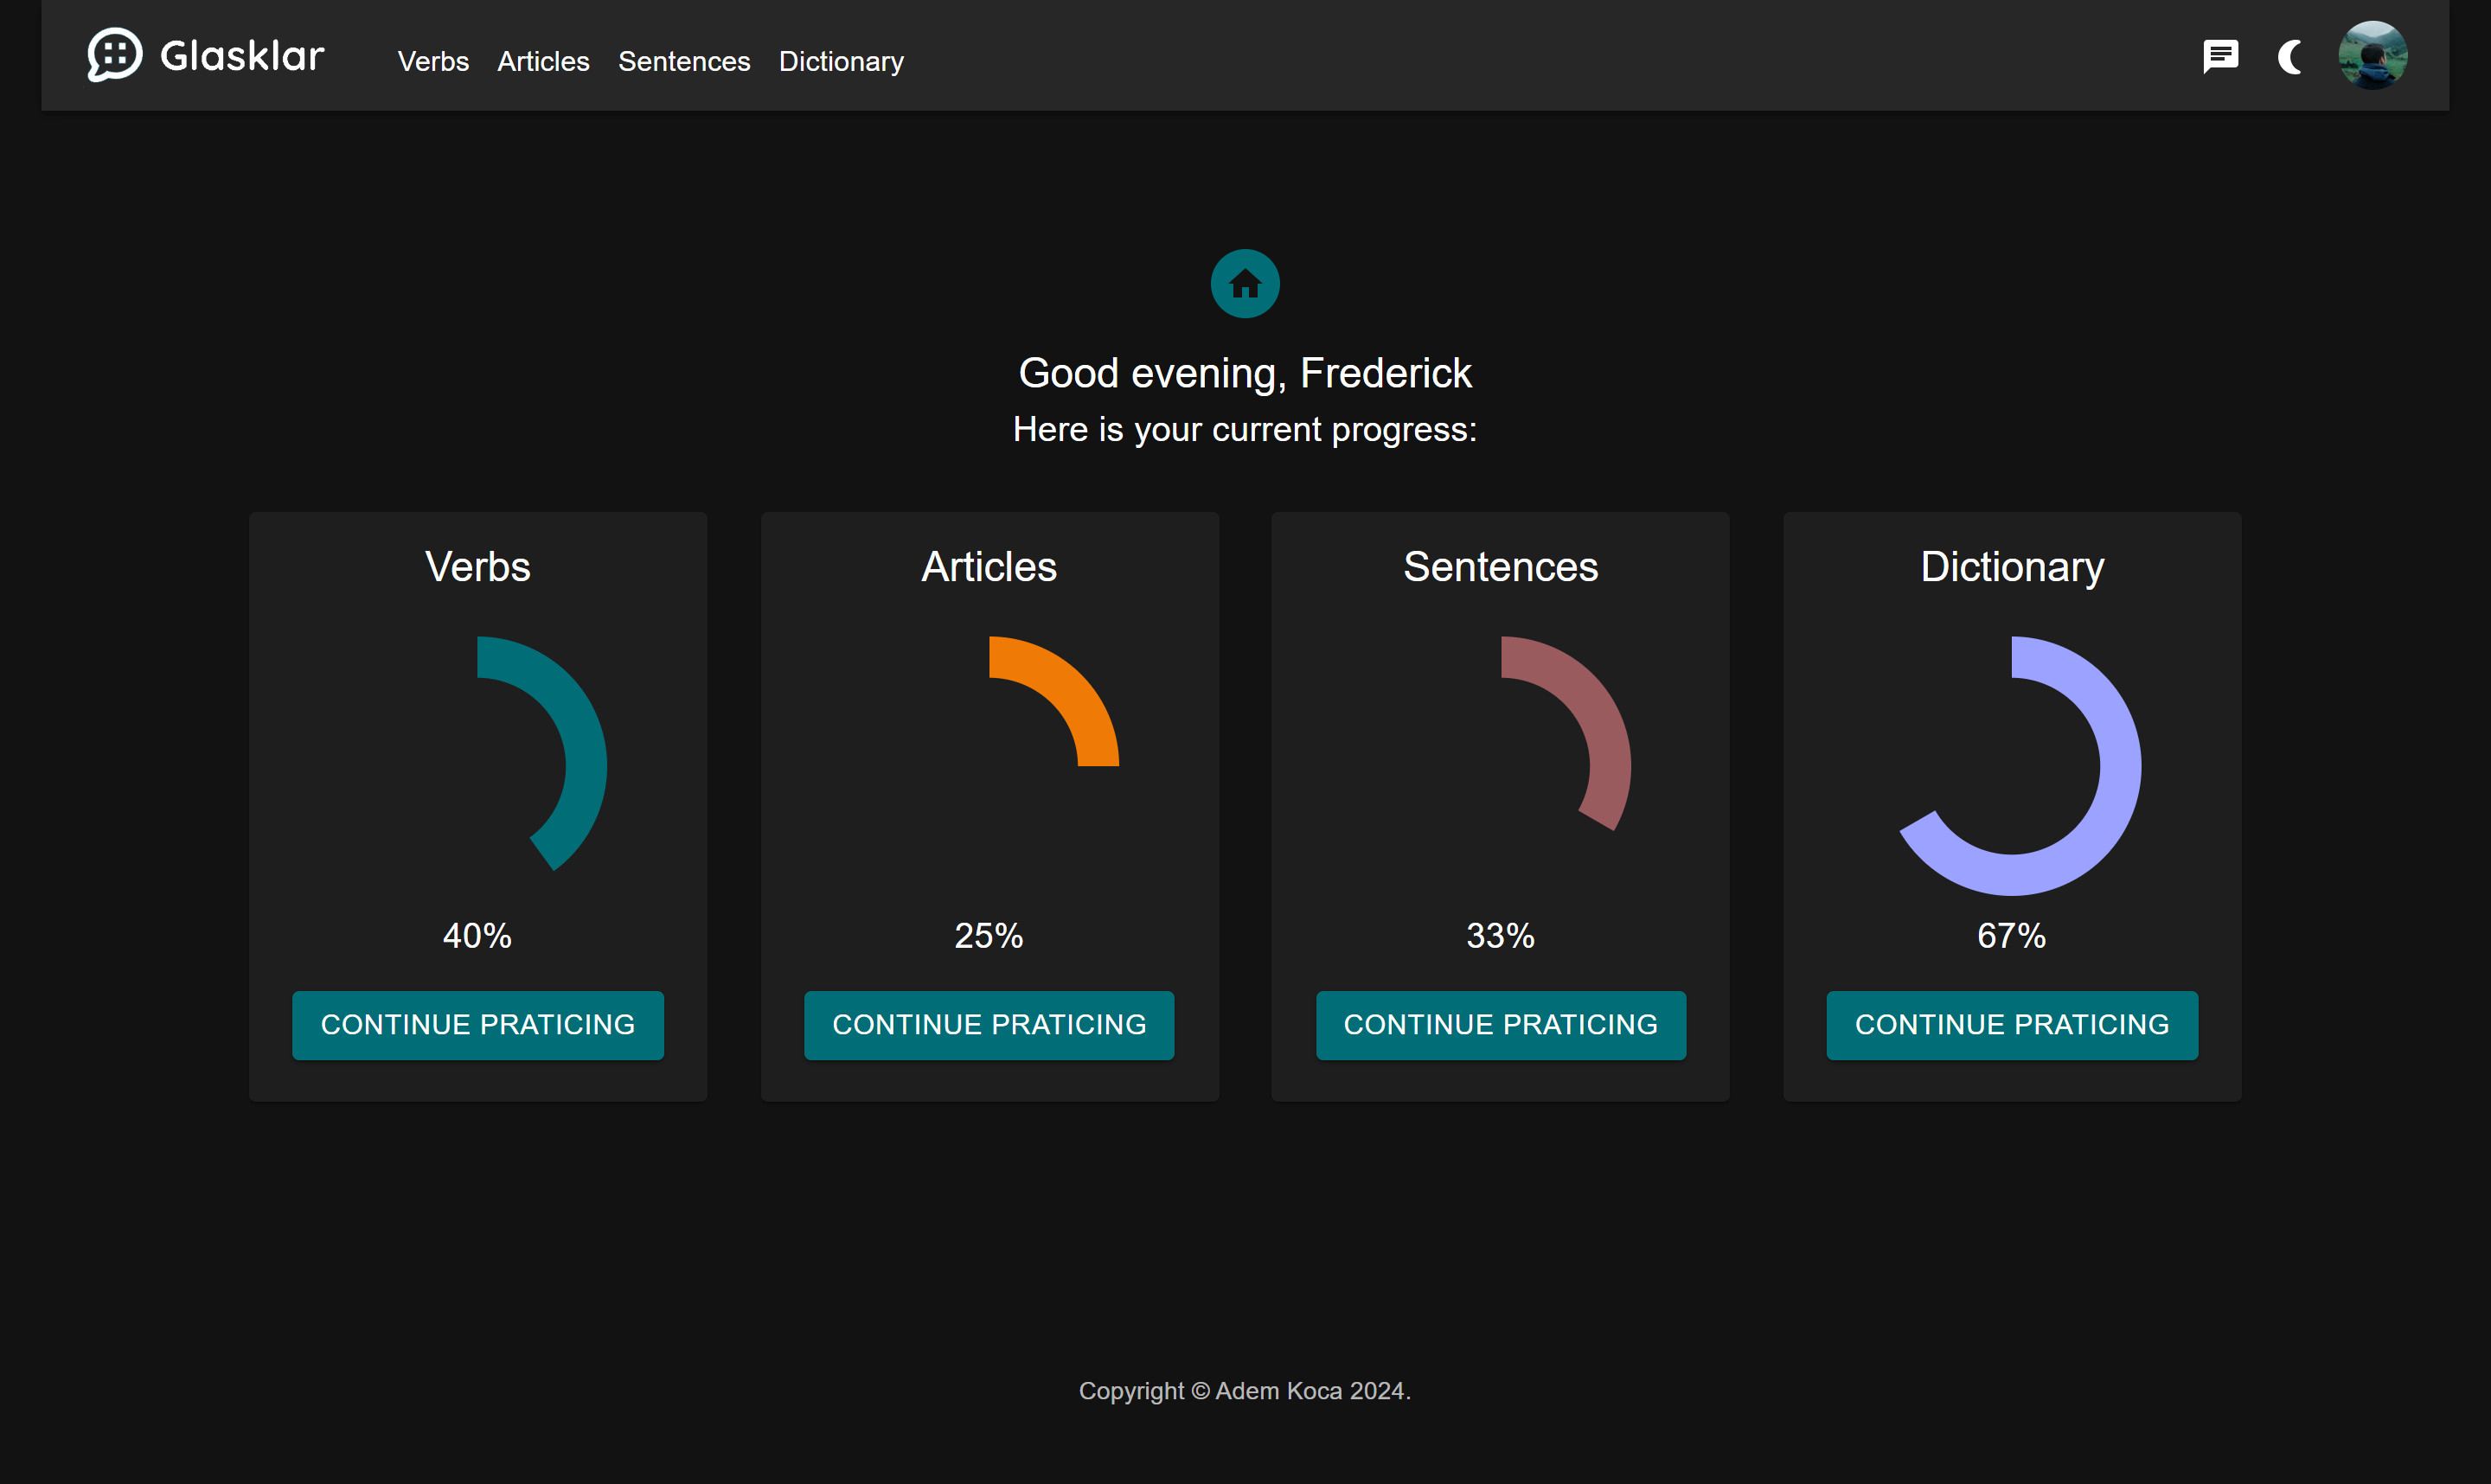 Glasklar
Verbs Articles Sentences Dictionary
Good evening, Frederick
Here is your current progress:
Verbs
40%
CONTINUE PRATICING
Articles
25%
CONTINUE PRATICING
Sentences
33%
CONTINUE PRATICING
Dictionary
67%
CONTINUE PRATICING
Copyright © Adem Koca 2024.